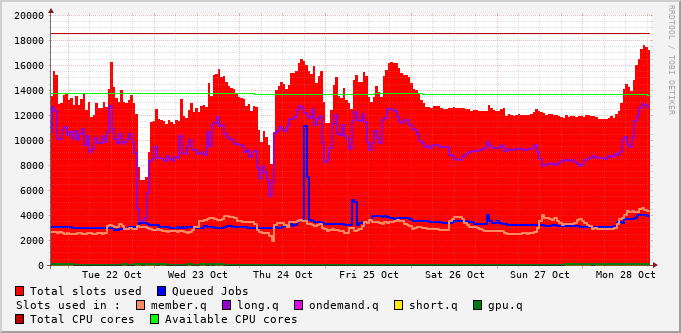 20000
18000
16000
14000
12000
10000
8000
6000
4000
2000
0
Tue 22 Oct Wed 23 Oct Thu 24 Oct Fri 25 Oct Sat 26 Oct Sun 27 Oct Mon 28 Oct
Total slots used Queued Jobs
Slots used in : member.q long.q ondemand.q short.q gpu.q
Total CPU cores Available CPU cores
RRDTOOL / TOBI OETIKER